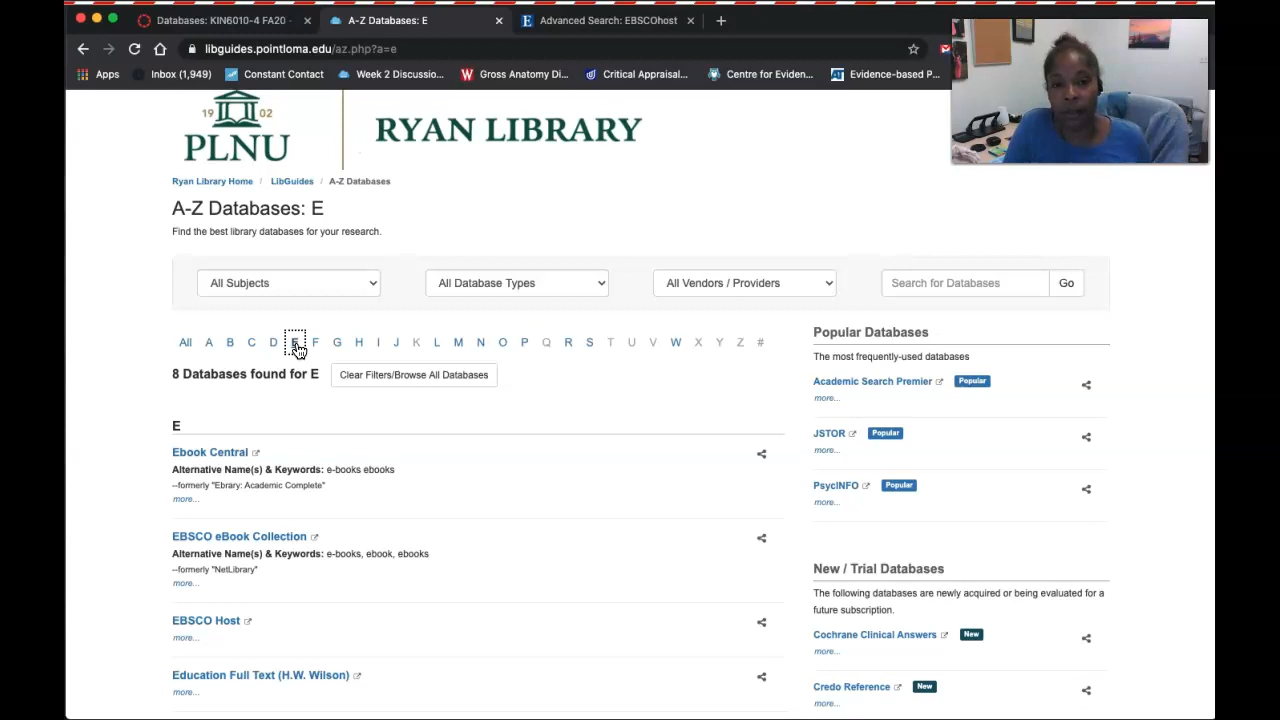 Databases: KIN6010-4 FA20 -
A-Z Databases: E
Advanced Search: EBSCOhost
libguides.pointloma.edu/az.php?a=e
Apps
Inbox (1,949)
Constant Contact
Week 2 Discussio...
Gross Anatomy Di...
Critical Appraisal...
Centre for Eviden...
Evidence-based P...
19 02
PLNU
RYAN LIBRARY
Ryan Library Home / LibGuides / A-Z Databases
A-Z Databases: E
Find the best library databases for your research.
All Subjects
All Database Types
All Vendors / Providers
Search for Databases
Go
All A B C D E F G H I J K L M N O P Q R S T U V W X Y Z #
8 Databases found for E
Clear Filters/Browse All Databases
E
Ebook Central
Alternative Name(s) & Keywords: e-books ebooks
--formerly "Ebrary: Academic Complete"
more...
EBSCO eBook Collection
Alternative Name(s) & Keywords: e-books, ebook, ebooks
--formerly "NetLibrary"
more...
EBSCO Host
more...
Education Full Text (H.W. Wilson)
more...
Popular Databases
The most frequently-used databases
Academic Search Premier Popular
more...
JSTOR Popular
more...
PsycINFO Popular
more...
New / Trial Databases
The following databases are newly acquired or being evaluated for a
future subscription.
Cochrane Clinical Answers New
more...
Credo Reference New
more...